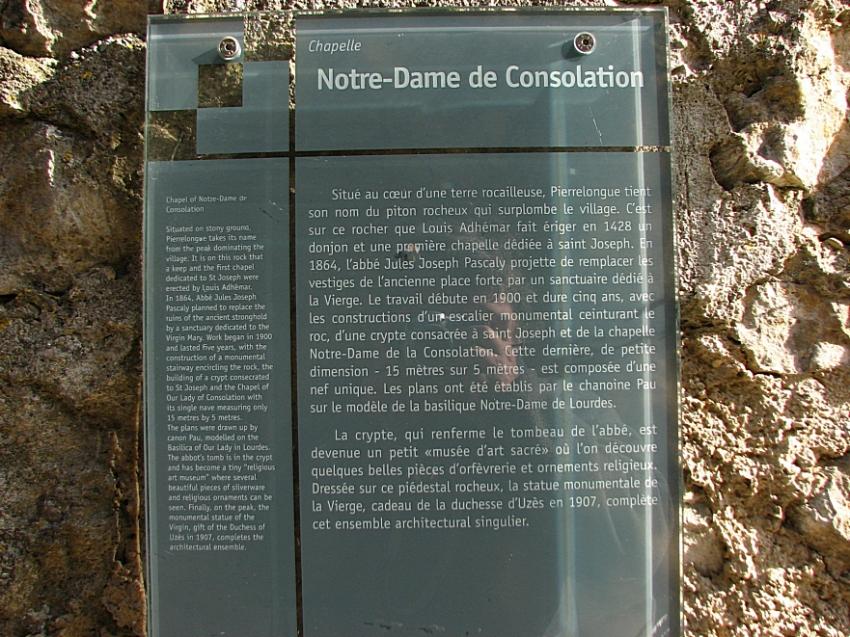 Chapelle
Notre-Dame de Consolation
Chapel of Notre-Dame de
Consolation
Situated on stony ground,
Pierrelongue takes its name
from the peak dominating the
village. It is on this rock that
a keep and the first chapel
dedicated to St Joseph were
erected by Louis Adhémar.
In 1864, Abbé Jules Joseph
Pascaly planned to replace the
ruins of the ancient stronghold
by a sanctuary dedicated to the
Virgin Mary. Work began in 1900
and lasted five years, with the
construction of a monumental
stairway encircling the rock, the
building of a crypt consecrated
to St Joseph and the Chapel of
Our Lady of Consolation with
its single nave measuring only
15 metres by 5 metres.
The plans were drawn up by
canon Pau, modelled on the
Basilica of Our Lady in Lourdes.
The abbot's tomb is in the crypt
and has become a tiny "religious
art museum" where several
beautiful pieces of silverware
and religious ornaments can be
seen. Finally, on the peak, the
monumental statue of the
Virgin, gift of the Duchess of
Uzès in 1907, completes the
architectural ensemble.
Situé au cœur d'une terre rocailleuse, Pierrelongue tient
son nom du piton rocheux qui surplombe le village. C'est
sur ce rocher que Louis Adhémar fait ériger en 1428 un
donjon et une première chapelle dédiée à saint Joseph. En
1864, l'abbé Jules Joseph Pascaly projette de remplacer les
vestiges de l'ancienne place forte par un sanctuaire dédié à
la Vierge. Le travail débute en 1900 et dure cinq ans, avec
les constructions d'un escalier monumental ceinturant le
roc, d'une crypte consacrée à saint Joseph et de la chapelle
Notre-Dame de la Consolation. Cette dernière, de petite
dimension - 15 mètres sur 5 mètres - est composée d'une
nef unique. Les plans ont été établis par le chanoine Pau
sur le modèle de la basilique Notre-Dame de Lourdes.
La crypte, qui renferme le tombeau de l'abbé, est
devenue un petit «musée d'art sacré» où l'on découvre
quelques belles pièces d'orfèvrerie et ornements religieux.
Dressée sur ce piédestal rocheux, la statue monumentale de
la Vierge, cadeau de la duchesse d'Uzès en 1907, complète
cet ensemble architectural singulier.